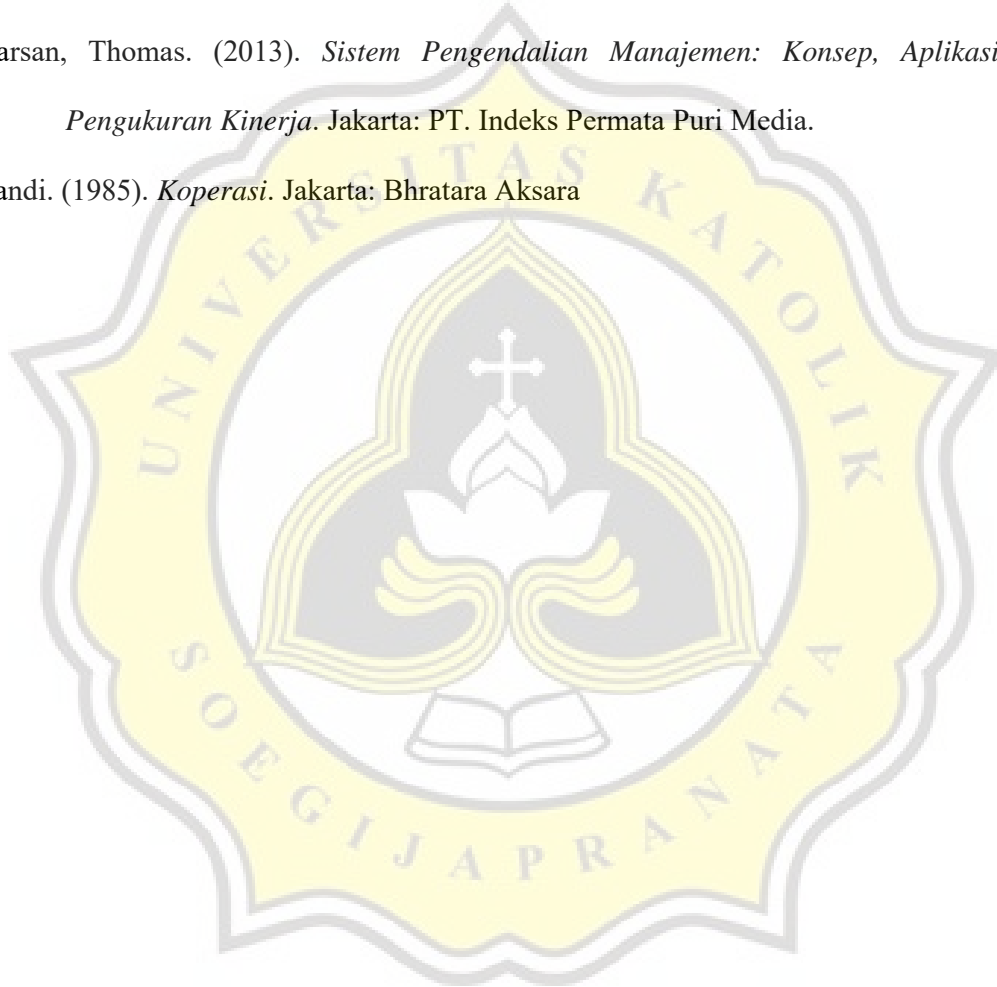 arsan, Thomas. (2013). Sistem Pengendalian Manajemen: Konsep, Aplikasi
Pengukuran Kinerja. Jakarta: PT. Indeks Permata Puri Media.
andi. (1985). Koperasi. Jakarta: Bhratara Aksara
UNIVERSITAS KATOLIK
SOEGIJAPRANATA